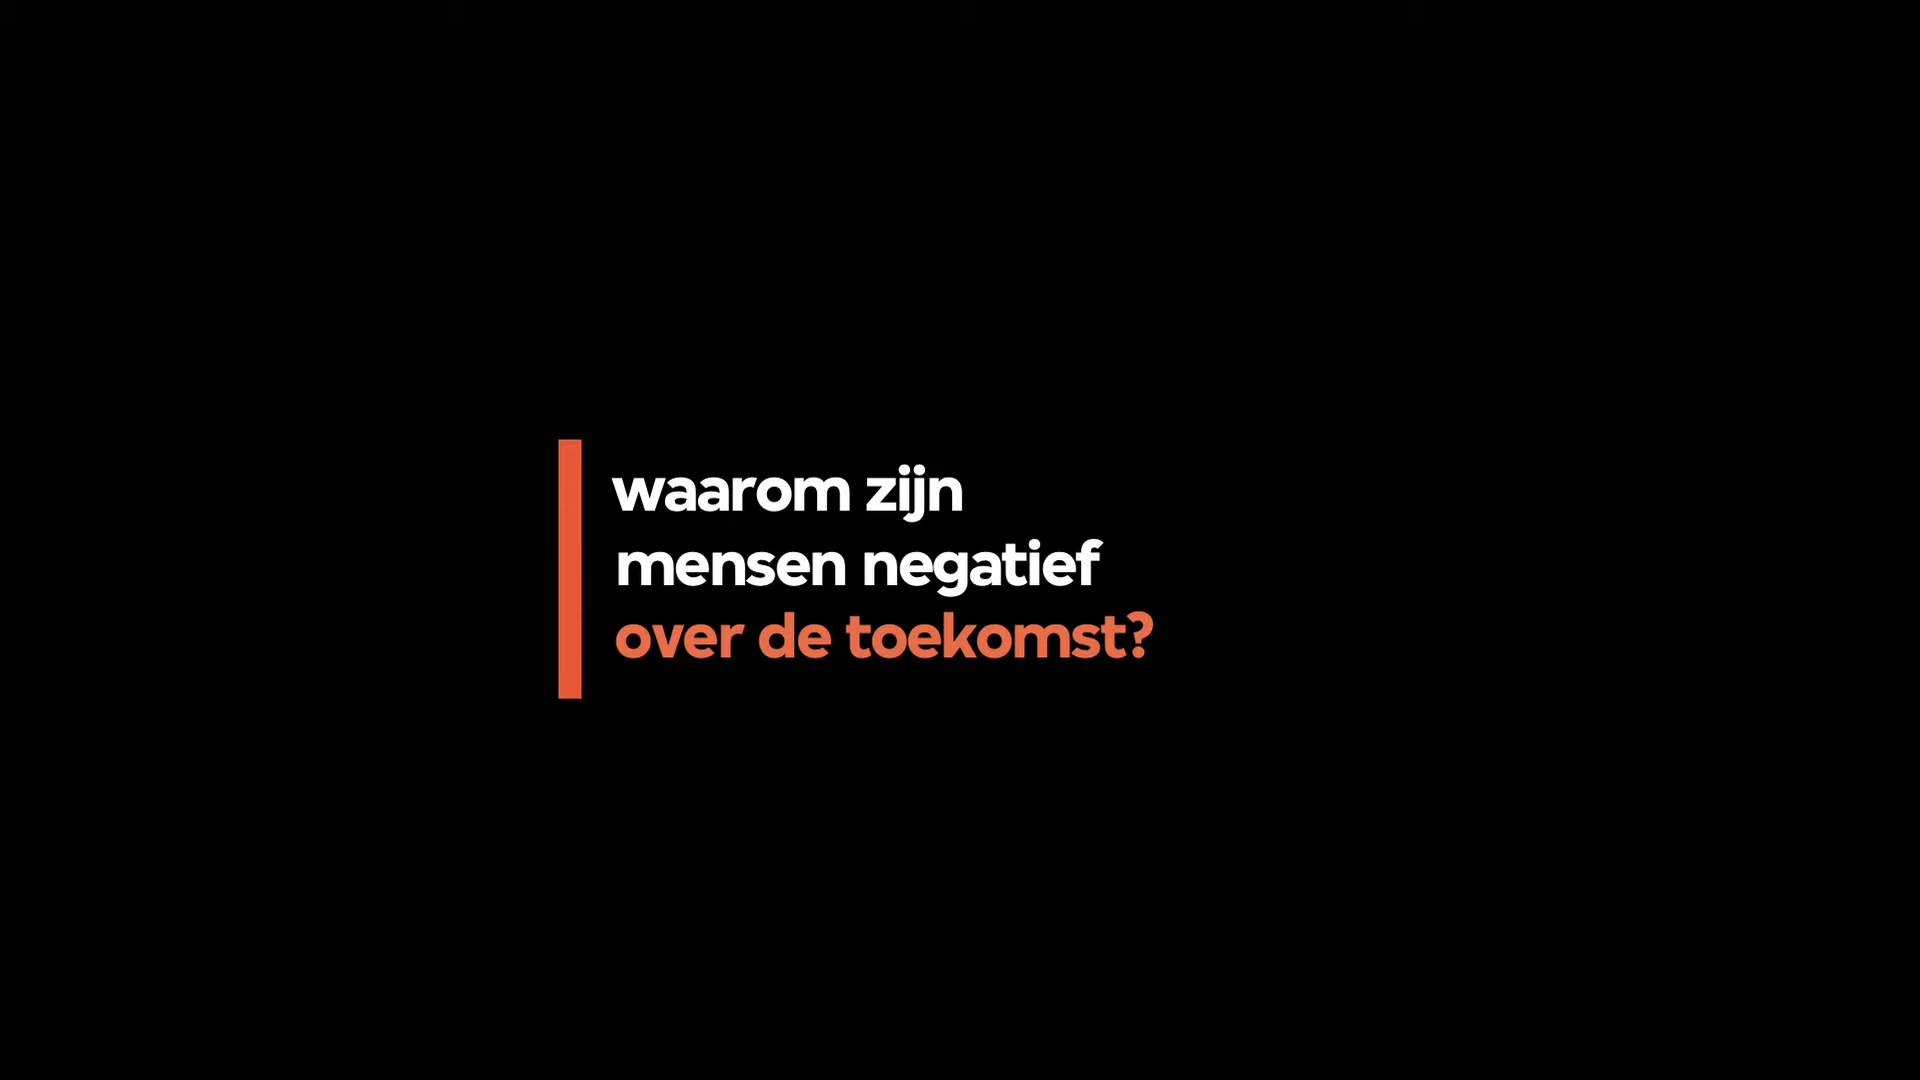 waarom zijn
mensen negatief
over de toekomst?